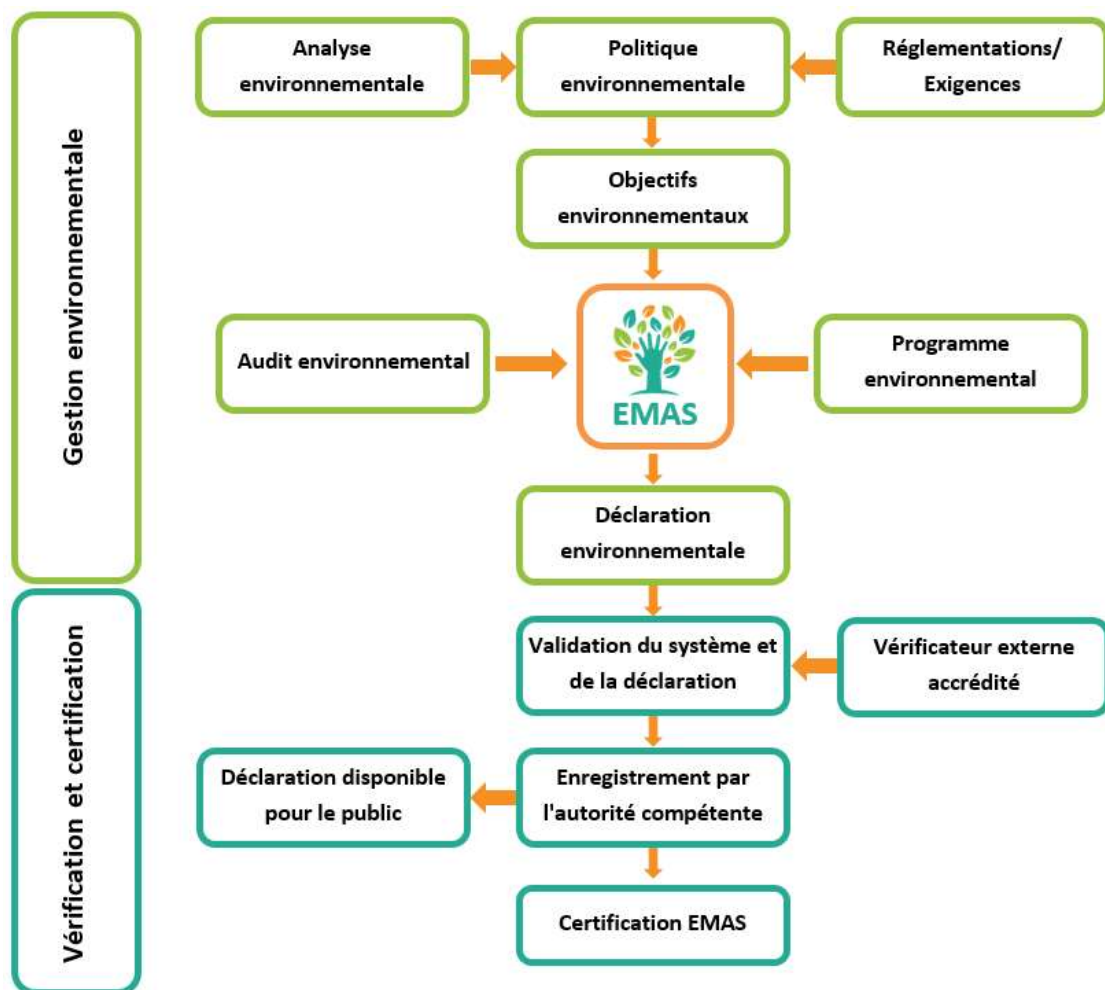 Gestion environnementale
Analyse
environnementale
Politique
environnementale
Réglementations/
Exigences
Objectifs
environnementaux
Audit environnemental
EMAS
Programme
environnemental
Déclaration
environnementale
Vérification et certification
Validation du système et
de la déclaration
Vérificateur externe
accrédité
Déclaration disponible
pour le public
Enregistrement par
l'autorité compétente
Certification EMAS